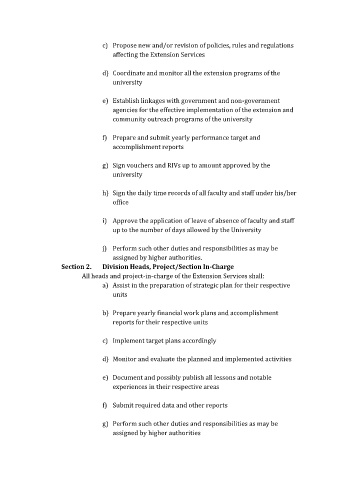 c) Propose new and/or revision of policies, rules and regulations
affecting the Extension Services
d) Coordinate and monitor all the extension programs of the
university
e) Establish linkages with government and non-government
agencies for the effective implementation of the extension and
community outreach programs of the university
f) Prepare and submit yearly performance target and
accomplishment reports
g) Sign vouchers and RIVs up to amount approved by the
university
h) Sign the daily time records of all faculty and staff under his/her
office
i) Approve the application of leave of absence of faculty and staff
up to the number of days allowed by the University
j) Perform such other duties and responsibilities as may be
assigned by higher authorities.
Section 2. Division Heads, Project/Section In-Charge
All heads and project-in-charge of the Extension Services shall:
a) Assist in the preparation of strategic plan for their respective
units
b) Prepare yearly financial work plans and accomplishment
reports for their respective units
c) Implement target plans accordingly
d) Monitor and evaluate the planned and implemented activities
e) Document and possibly publish all lessons and notable
experiences in their respective areas
f) Submit required data and other reports
g) Perform such other duties and responsibilities as may be
assigned by higher authorities